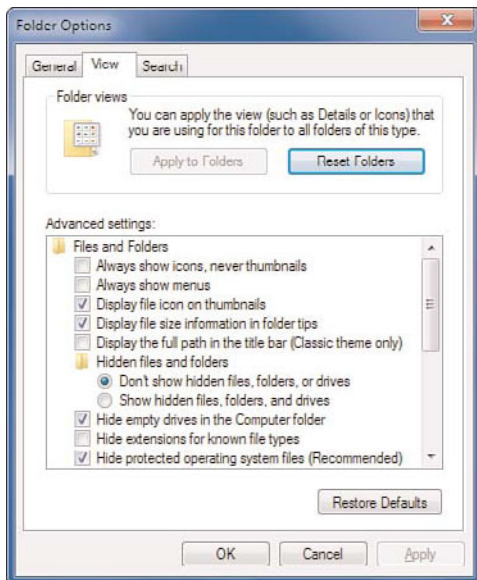 Folder Options
General
View
Search
Folder views
You can apply the view (such as Details or Icons) that
you are using for this folder to all folders of this type.
Apply to Folders
Reset Folders
Advanced settings:
Files and Folders
Always show icons, never thumbnails
Always show menus
Display file icon on thumbnails
Display file size information in folder tips
Display the full path in the title bar (Classic theme only)
Hidden files and folders
Don't show hidden files, folders, or drives
Show hidden files, folders, and drives
Hide empty drives in the Computer folder
Hide extensions for known file types
Hide protected operating system files (Recommended)
Restore Defaults
OK
Cancel
Apply